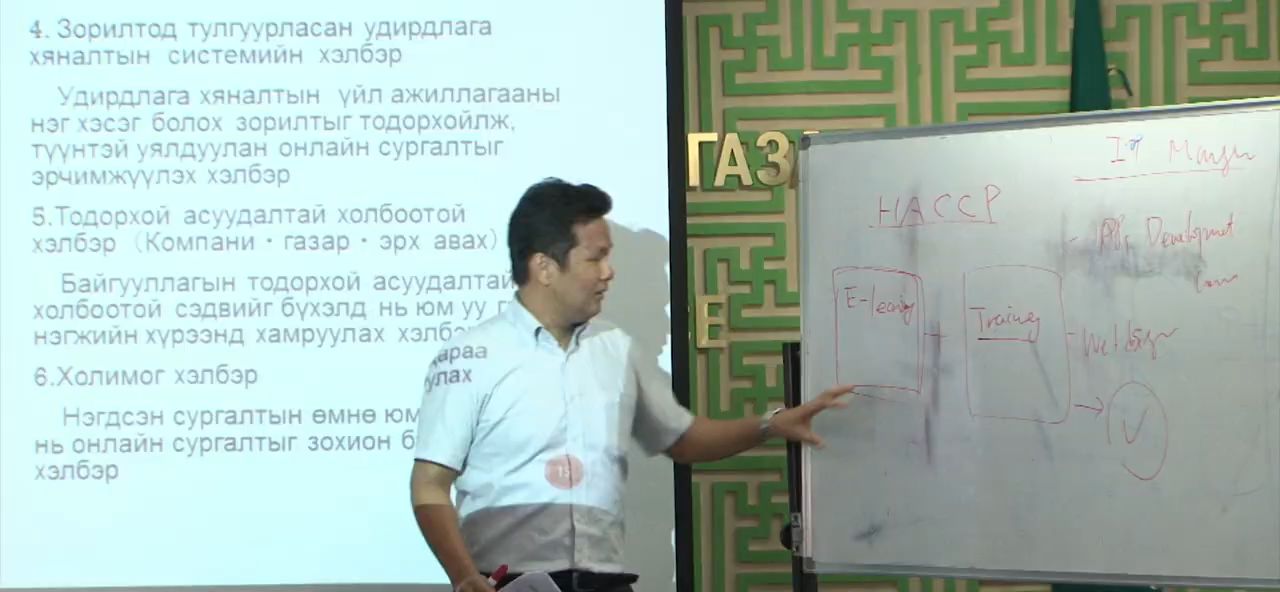 4. Зорилтод тулгуурласан удирдлага
хяналтын системийн хэлбэр
Удирдлага хяналтын үйл ажиллагааны
нэг хэсэг болох зорилтыг тодорхойлж,
түүнтэй уялдуулан онлайн сургалтыг
эрчимжүүлэх хэлбэр
5.Тодорхой асуудалтай холбоотой
хэлбэр (Компани・газар・эрх авах)
Байгууллагын тодорхой асуудалтай
холбоотой сэдвийг бүхэлд нь юм уу
нэгжийн хүрээнд хамруулах
6.Холимог хэлбэр
Нэгдсэн сургалтын өмнө
нь онлайн сургалтыг зохион
хэлбэр
15
HACCP
E-learning
+
Training
Development